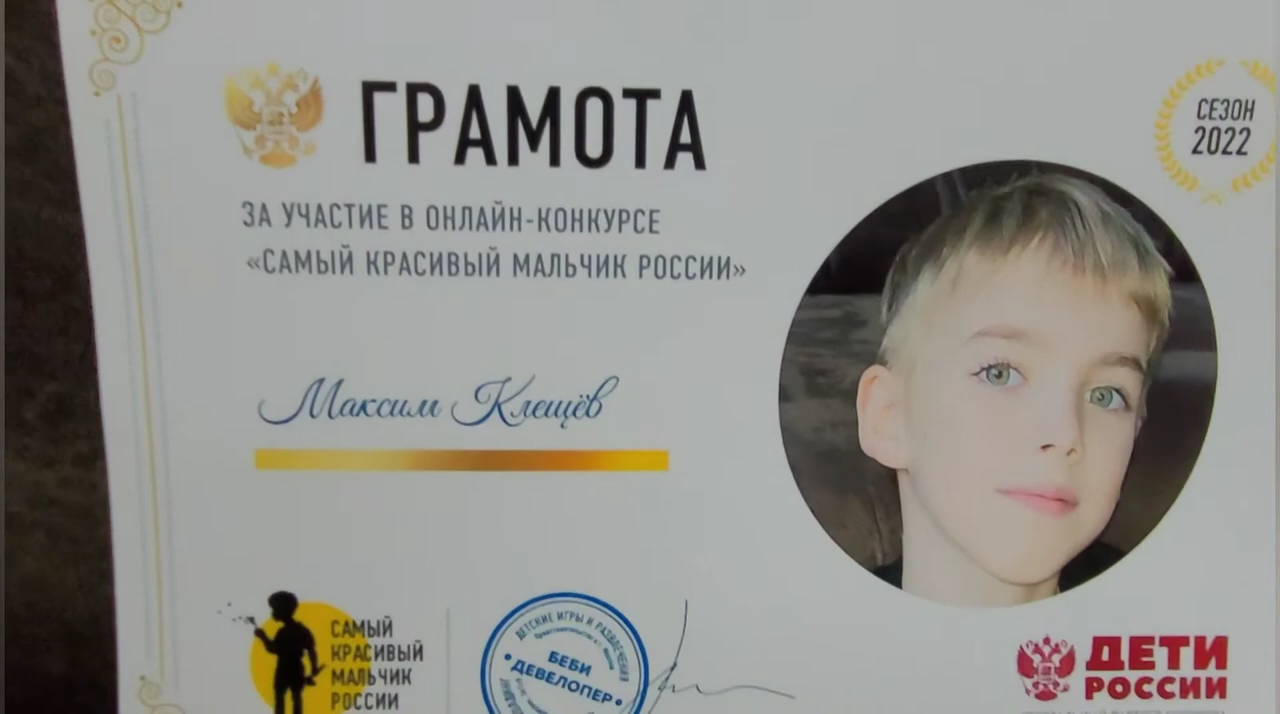 ГРАМОТА
СЕЗОН
2022
ЗА УЧАСТИЕ В ОНЛАЙН-КОНКУРСЕ
«САМЫЙ КРАСИВЫЙ МАЛЬЧИК РОССИИ»
Максим Клещёв
САМЫЙ
КРАСИВЫЙ
МАЛЬЧИК
РОССИИ
ДЕТСКИЕ ИГРЫ И РАЗВЛЕЧЕНИЯ
БЕБИ
ДЕВЕЛОПЕР
ДЕТИ
РОССИИ